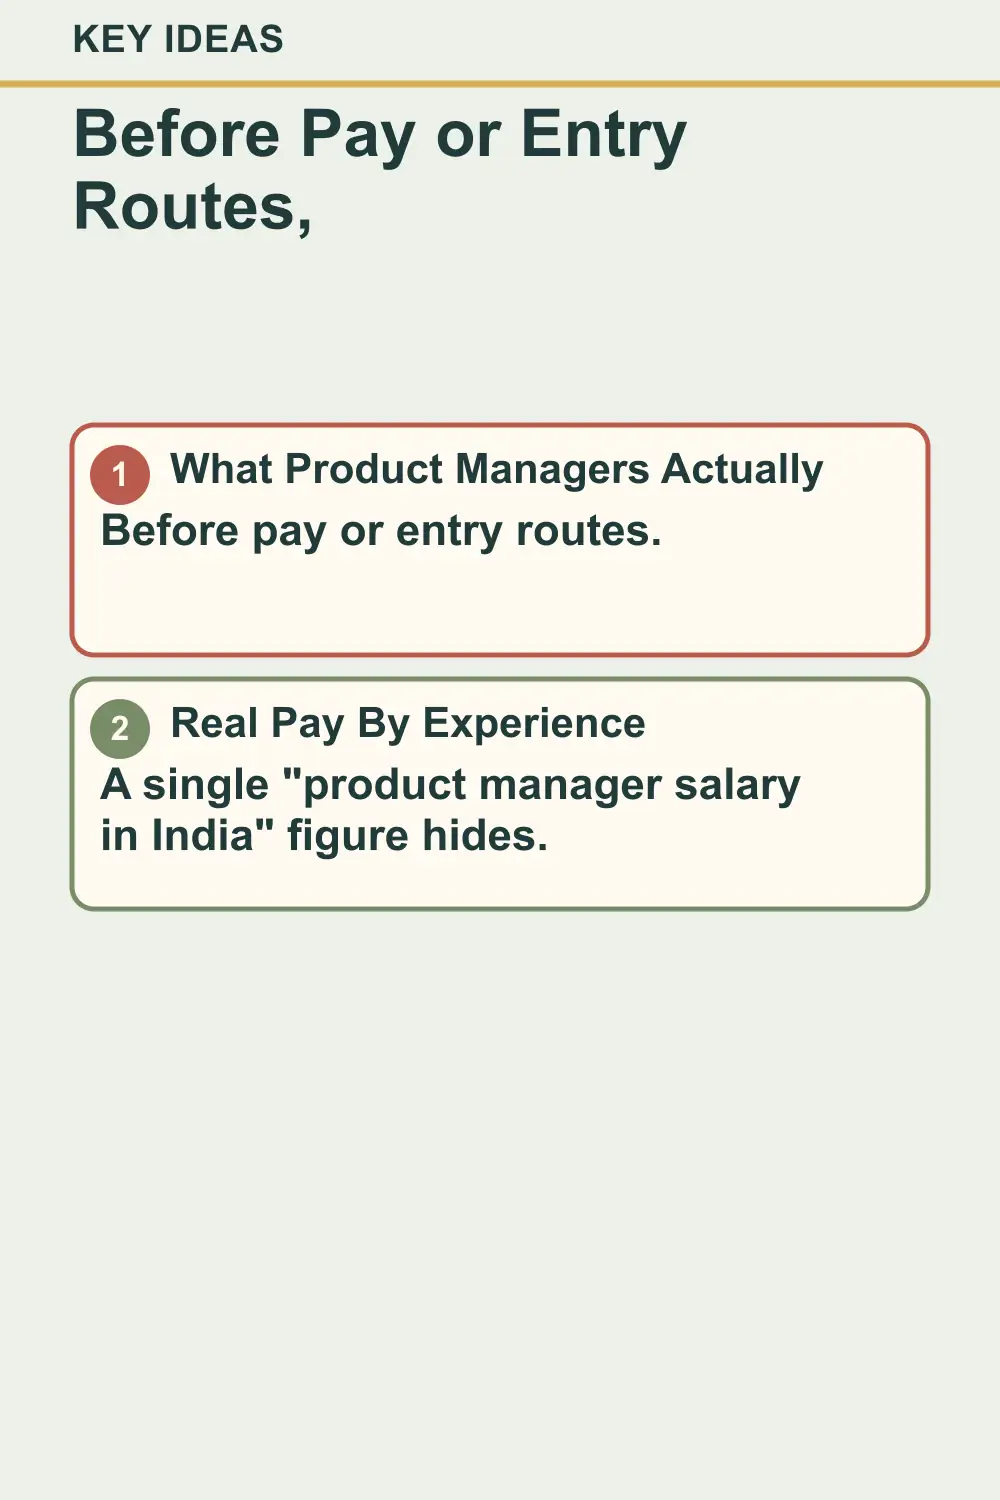 KEY IDEAS
Before Pay or Entry
Routes,
1 What Product Managers Actually
Before pay or entry routes.
2 Real Pay By Experience
A single "product manager salary
in India" figure hides.